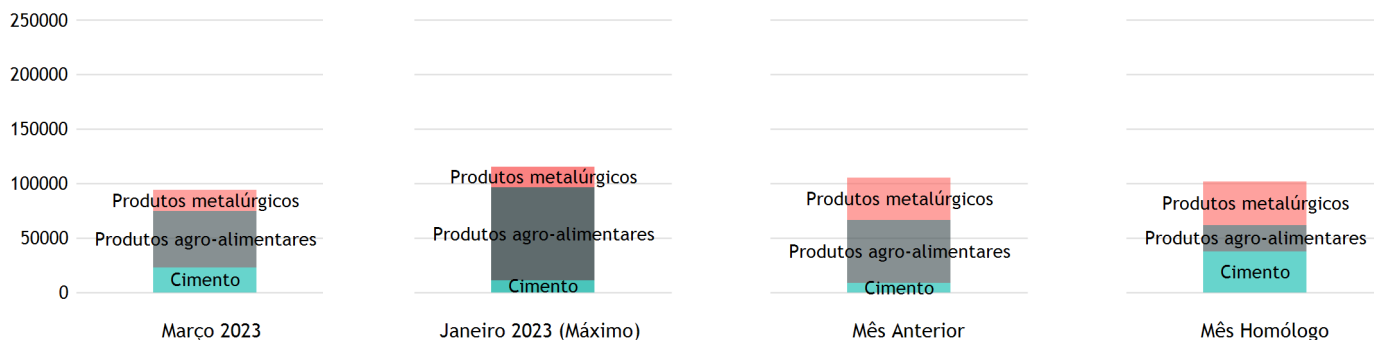 250000
200000
150000
100000
50000
0
Produtos metalúrgicos
Produtos agro-alimentares
Cimento
Março 2023
Produtos metalúrgicos
Produtos agro-alimentares
Cimento
Janeiro 2023 (Máximo)
Produtos metalúrgicos
Produtos agro-alimentares
Cimento
Mês Anterior
Produtos metalúrgicos
Produtos agro-alimentares
Cimento
Mês Homólogo